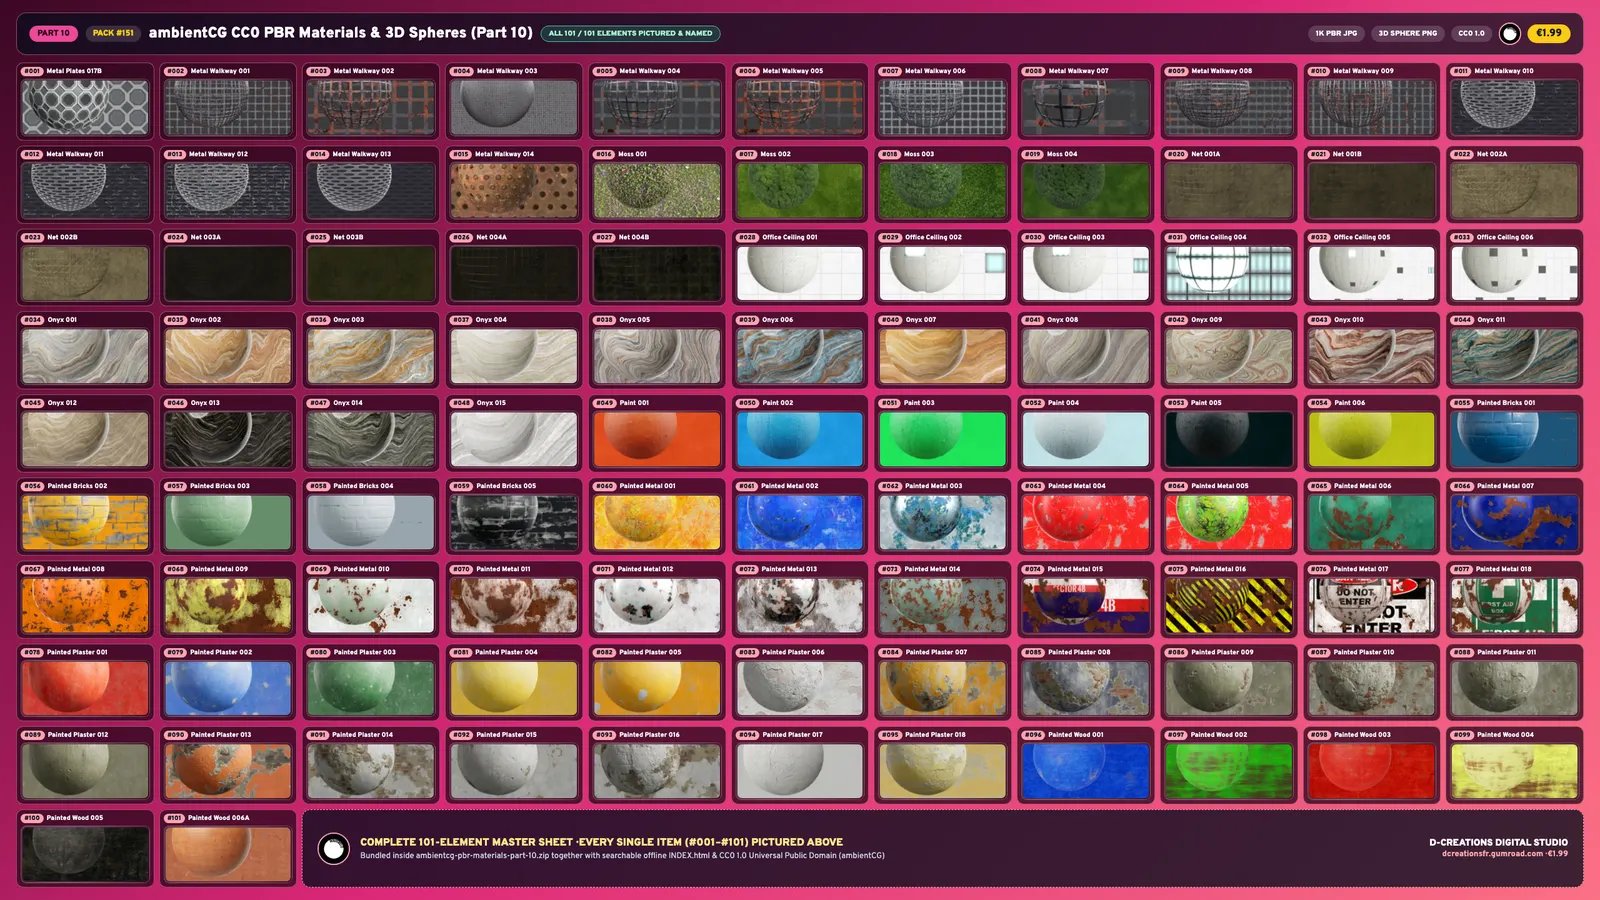 PART 10 PACK #151 ambientCG CC0 PBR Materials & 3D Spheres (Part 10) ALL 101 / 101 ELEMENTS PICTURED & NAMED 1K PBR JPG 3D SPHERE PNG CC0 1.0 €1.99
#001 Metal Plates 017B #002 Metal Walkway 001 #003 Metal Walkway 002 #004 Metal Walkway 003 #005 Metal Walkway 004 #006 Metal Walkway 005 #007 Metal Walkway 006 #008 Metal Walkway 007 #009 Metal Walkway 008 #010 Metal Walkway 009 #011 Metal Walkway 010
#012 Metal Walkway 011 #013 Metal Walkway 012 #014 Metal Walkway 013 #015 Metal Walkway 014 #016 Moss 001 #017 Moss 002 #018 Moss 003 #019 Moss 004 #020 Net 001A #021 Net 001B #022 Net 002A
#023 Net 002B #024 Net 003A #025 Net 003B #026 Net 004A #027 Net 004B #028 Office Ceiling 001 #029 Office Ceiling 002 #030 Office Ceiling 003 #031 Office Ceiling 004 #032 Office Ceiling 005 #033 Office Ceiling 006
#034 Onyx 001 #035 Onyx 002 #036 Onyx 003 #037 Onyx 004 #038 Onyx 005 #039 Onyx 006 #040 Onyx 007 #041 Onyx 008 #042 Onyx 009 #043 Onyx 010 #044 Onyx 011
#045 Onyx 012 #046 Onyx 013 #047 Onyx 014 #048 Onyx 015 #049 Paint 001 #050 Paint 002 #051 Paint 003 #052 Paint 004 #053 Paint 005 #054 Paint 006 #055 Painted Bricks 001
#056 Painted Bricks 002 #057 Painted Bricks 003 #058 Painted Bricks 004 #059 Painted Bricks 005 #060 Painted Metal 001 #061 Painted Metal 002 #062 Painted Metal 003 #063 Painted Metal 004 #064 Painted Metal 005 #065 Painted Metal 006 #066 Painted Metal 007
#067 Painted Metal 008 #068 Painted Metal 009 #069 Painted Metal 010 #070 Painted Metal 011 #071 Painted Metal 012 #072 Painted Metal 013 #073 Painted Metal 014 #074 Painted Metal 015 #075 Painted Metal 016 #076 Painted Metal 017 #077 Painted Metal 018
4B
DO NOT
ENTER
OT
ENTER
FIRST AID
BOX
#078 Painted Plaster 001 #079 Painted Plaster 002 #080 Painted Plaster 003 #081 Painted Plaster 004 #082 Painted Plaster 005 #083 Painted Plaster 006 #084 Painted Plaster 007 #085 Painted Plaster 008 #086 Painted Plaster 009 #087 Painted Plaster 010 #088 Painted Plaster 011
#089 Painted Plaster 012 #090 Painted Plaster 013 #091 Painted Plaster 014 #092 Painted Plaster 015 #093 Painted Plaster 016 #094 Painted Plaster 017 #095 Painted Plaster 018 #096 Painted Wood 001 #097 Painted Wood 002 #098 Painted Wood 003 #099 Painted Wood 004
#100 Painted Wood 005 #101 Painted Wood 006A
COMPLETE 101-ELEMENT MASTER SHEET · EVERY SINGLE ITEM (#001–#101) PICTURED ABOVE
Bundled inside ambientcg-pbr-materials-part-10.zip together with searchable offline INDEX.html & CC0 1.0 Universal Public Domain (ambientCG)
D-CREATIONS DIGITAL STUDIO
dcreationsfr.gumroad.com · €1.99